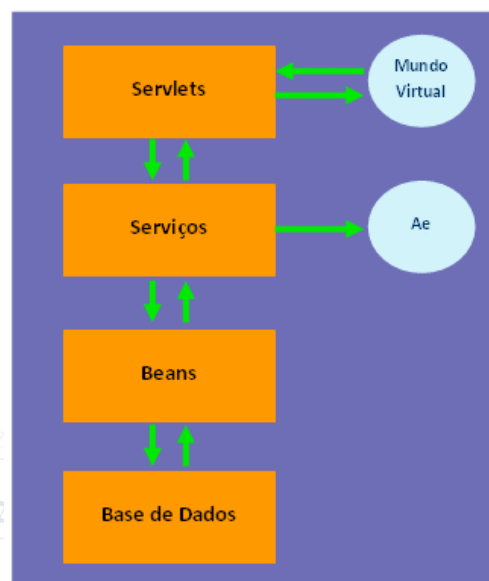 Servlets
Mundo
Virtual
Serviços
Ae
Beans
Base de Dados